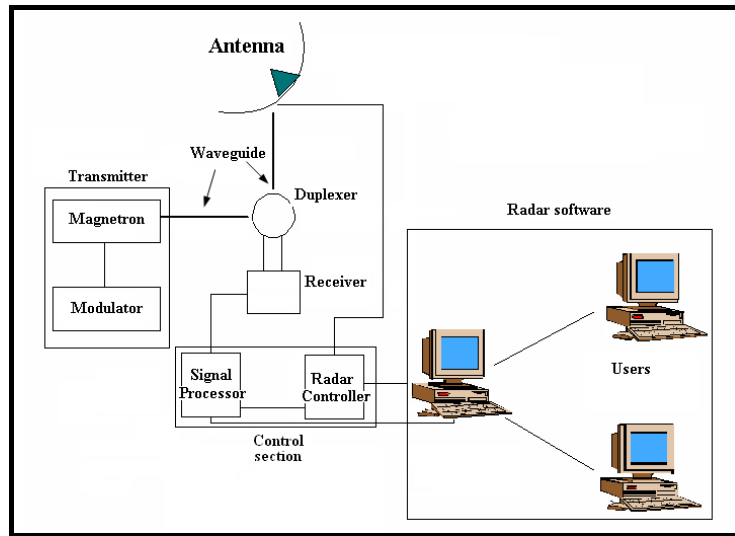 Antenna
Waveguide
Transmitter
Duplexer
Magnetron
Radar software
Receiver
Modulator
Signal
Processor
Radar
Controller
Users
Control
section